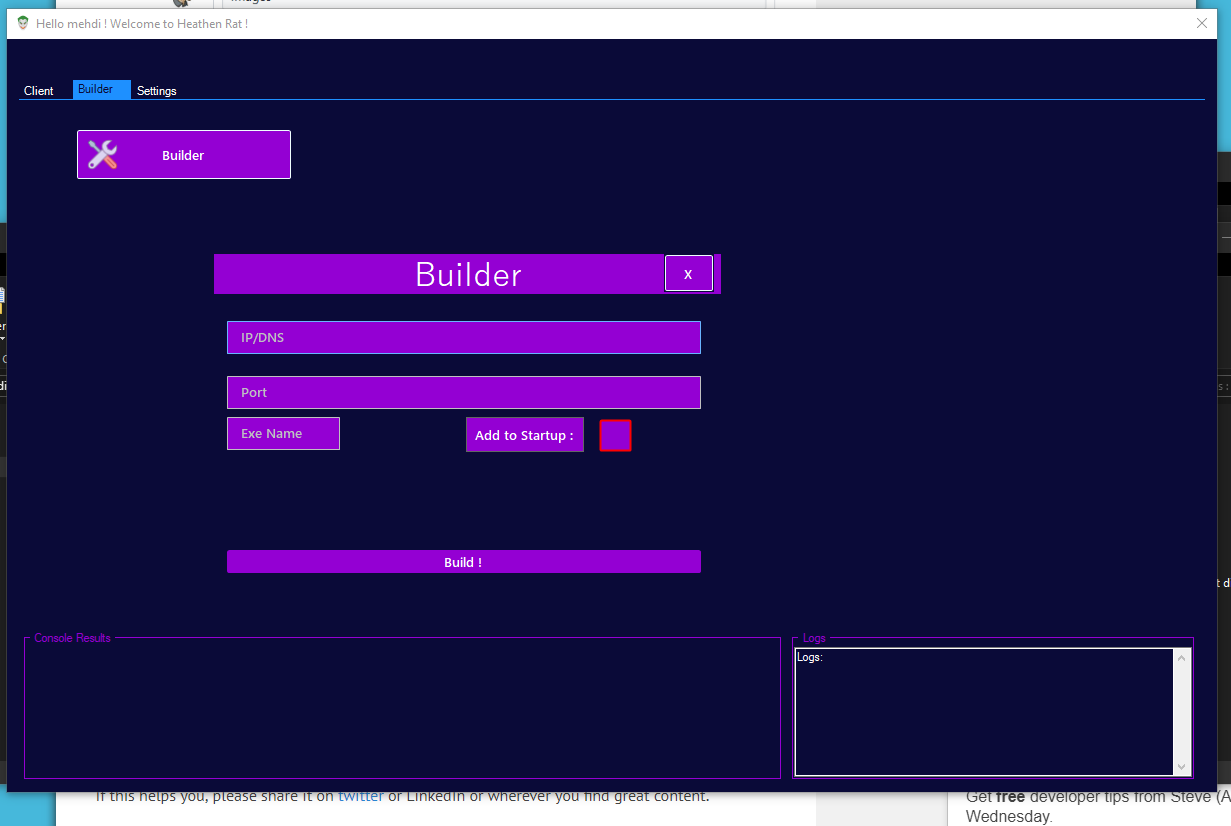 Images
Hello mehdi ! Welcome to Heathen Rat !
Client
Builder
Settings
Builder
Builder
x
IP/DNS
Port
Exe Name
Add to Startup :
Build !
Console Results
Logs
Logs:
If this helps you, please share it on twitter or LinkedIn or wherever you find great content.
Get free developer tips from Steve (A
Wednesday.